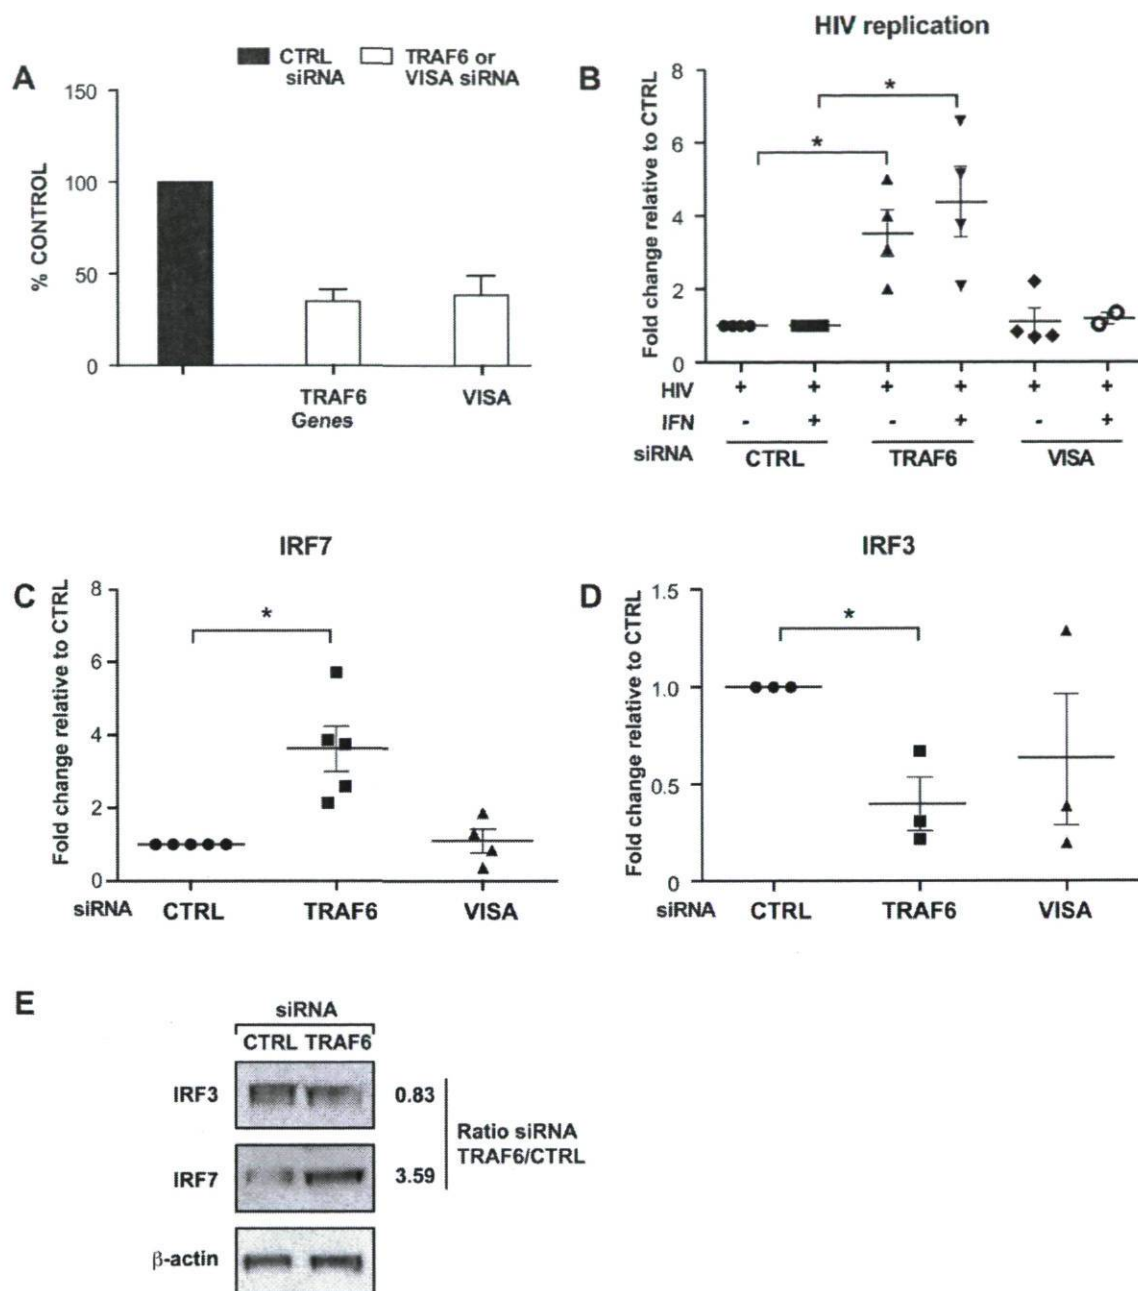 A
CTRL siRNA
TRAF6 or VISA siRNA
% CONTROL
150
100
50
0
TRAF6
VISA
Genes
HIV replication
B
Fold change relative to CTRL
8
6
4
2
0
*
*
HIV + + + + + +
IFN - + - + - +
siRNA CTRL TRAF6 VISA
IRF7
C
Fold change relative to CTRL
8
6
4
2
0
*
siRNA CTRL TRAF6 VISA
IRF3
D
Fold change relative to CTRL
1.5
1.0
0.5
0
*
siRNA CTRL TRAF6 VISA
E
siRNA
CTRL TRAF6
IRF3 0.83
Ratio siRNA
TRAF6/CTRL
IRF7 3.59
β-actin